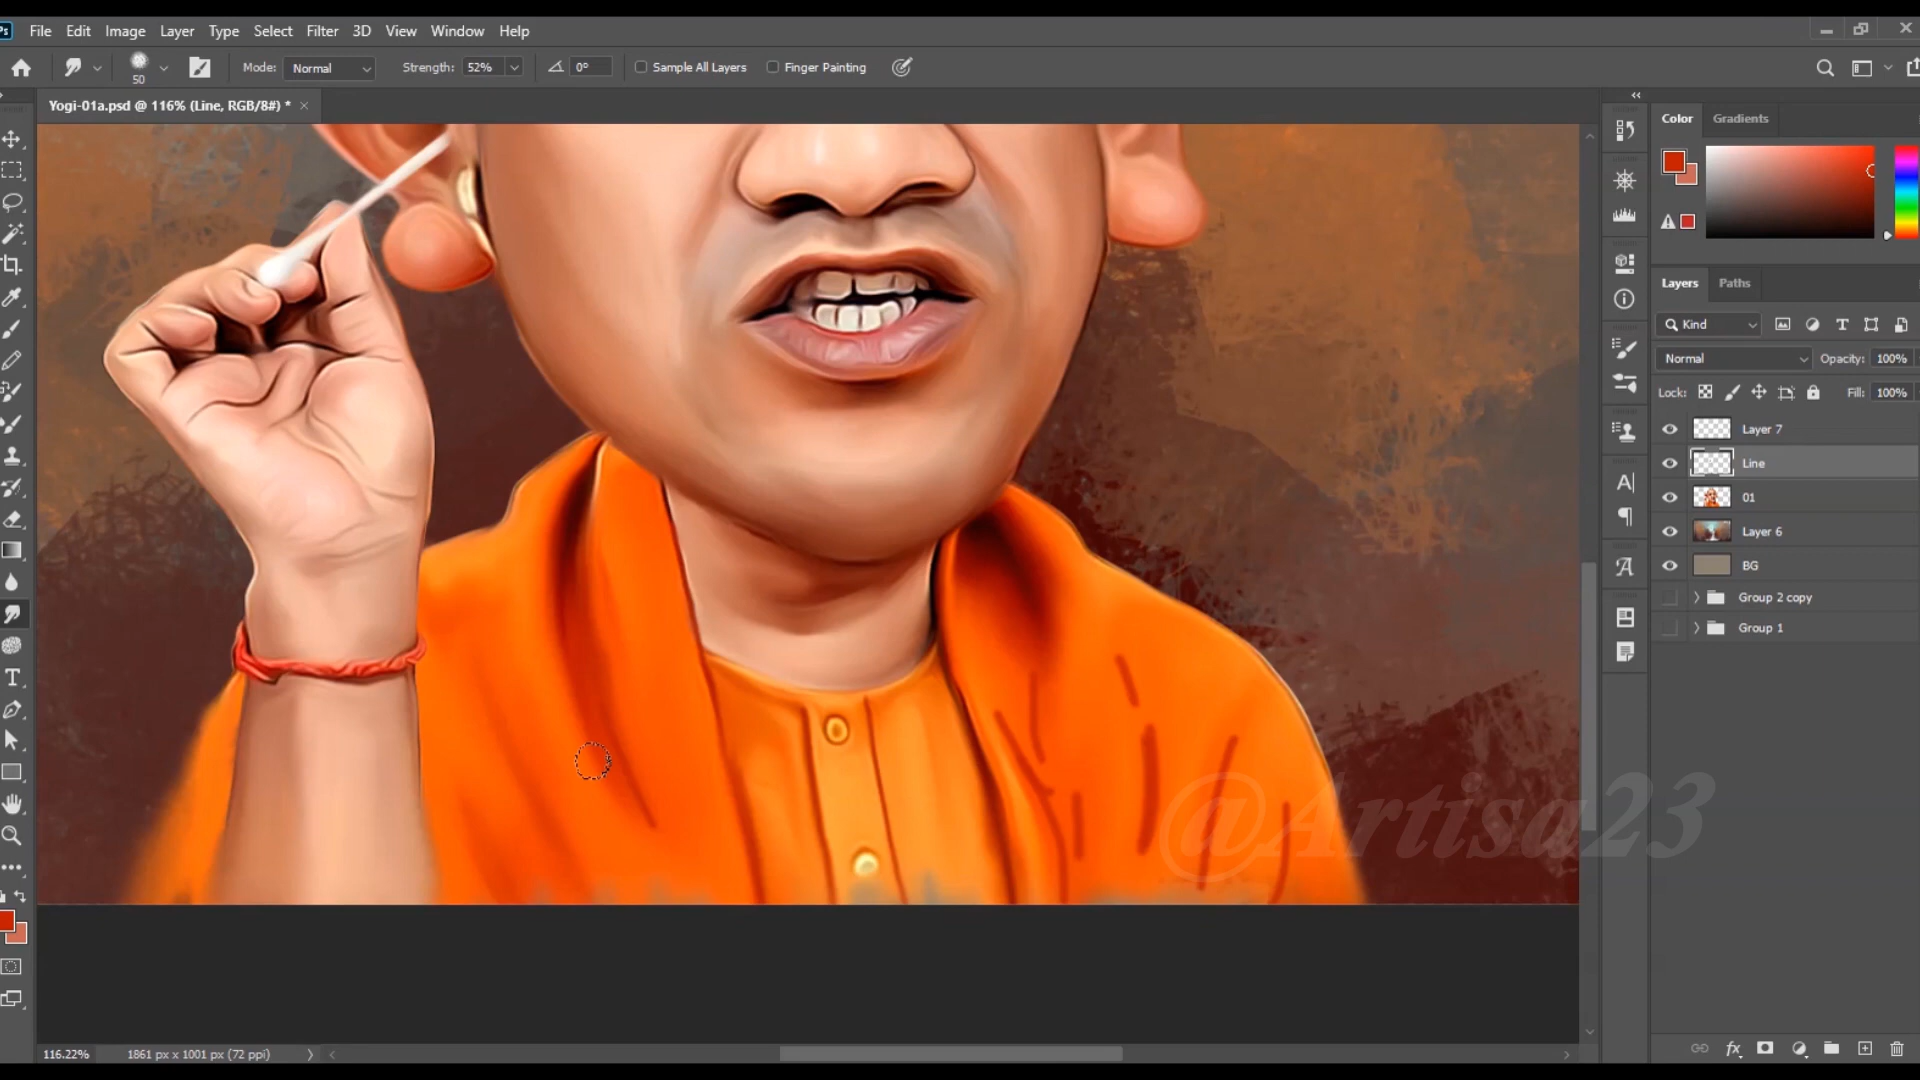 Ps File Edit Image Layer Type Select Filter 3D View Window Help
50 Mode: Normal Strength: 52% 0° Sample All Layers Finger Painting
Yogi-01a.psd @ 116% (Line, RGB/8#) * ×
Color Gradients
Layers Paths
Kind
Normal Opacity: 100%
Lock: Fill: 100%
Layer 7
Line
01
Layer 6
BG
Group 2 copy
Group 1
@Artisa23
116.22% 1861 px x 1001 px (72 ppi)
fx